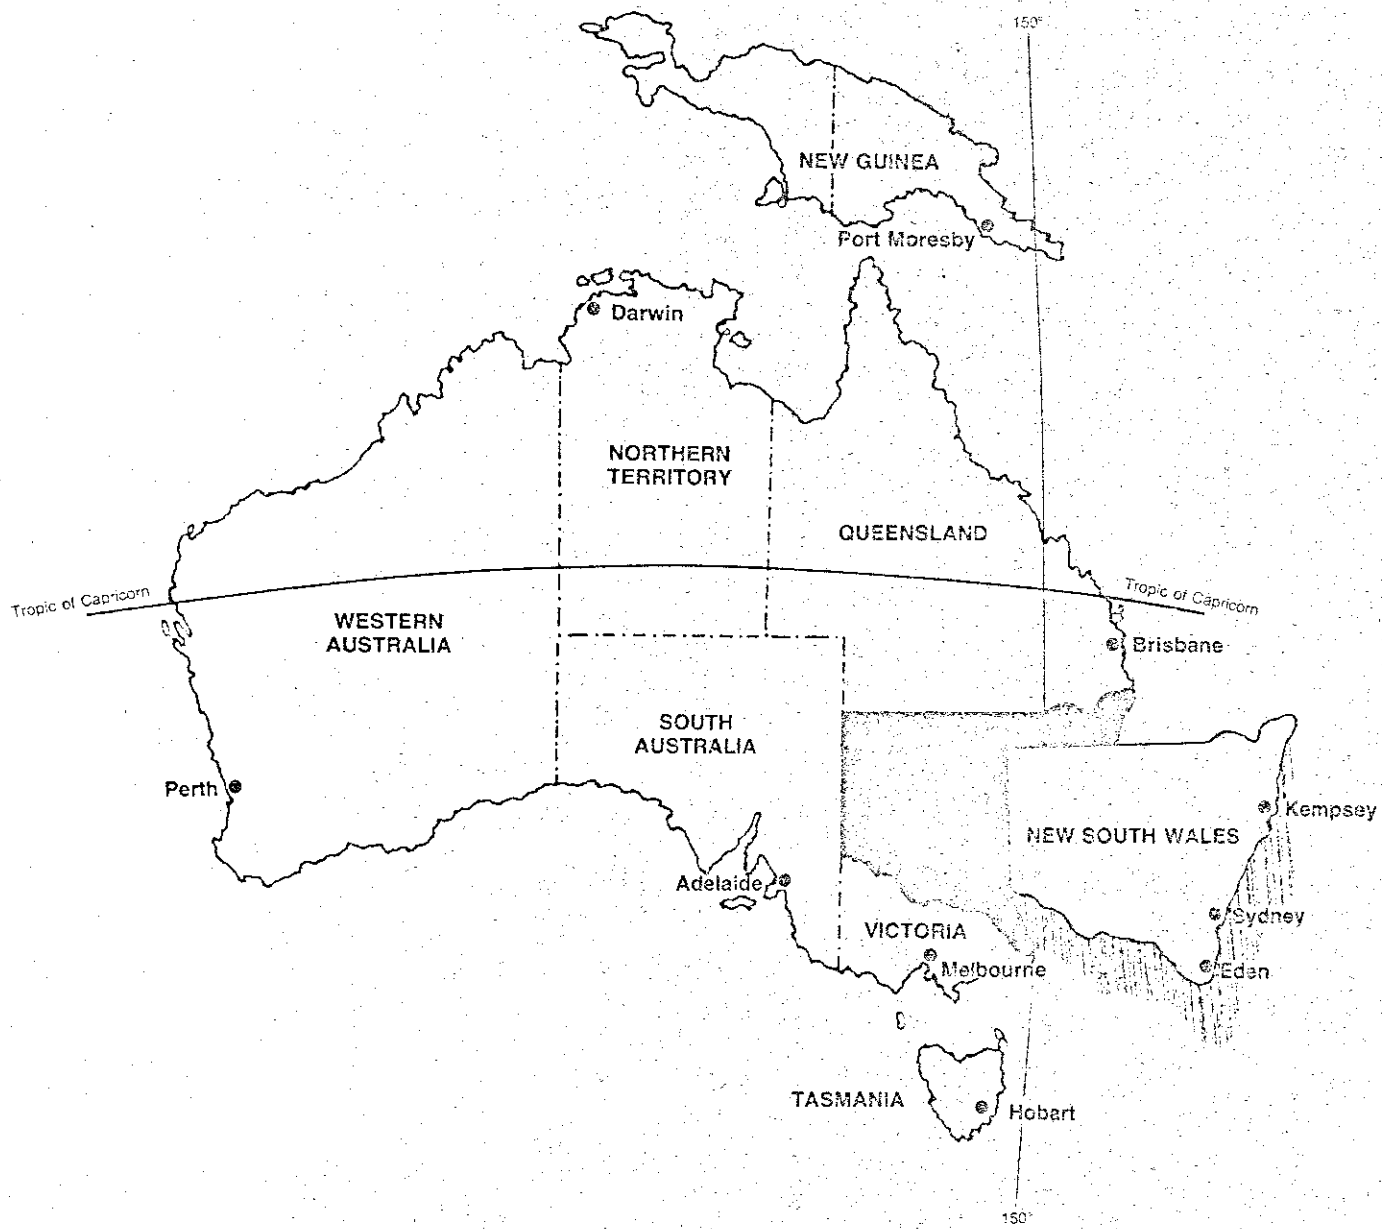 150°
NEW GUINEA
Port Moresby
Darwin
NORTHERN
TERRITORY
QUEENSLAND
Tropic of Capricorn
Tropic of Capricorn
WESTERN
AUSTRALIA
Brisbane
SOUTH
AUSTRALIA
Perth
Kempsey
NEW SOUTH WALES
Adelaide
Sydney
VICTORIA
Melbourne
Eden
TASMANIA
Hobart
150°